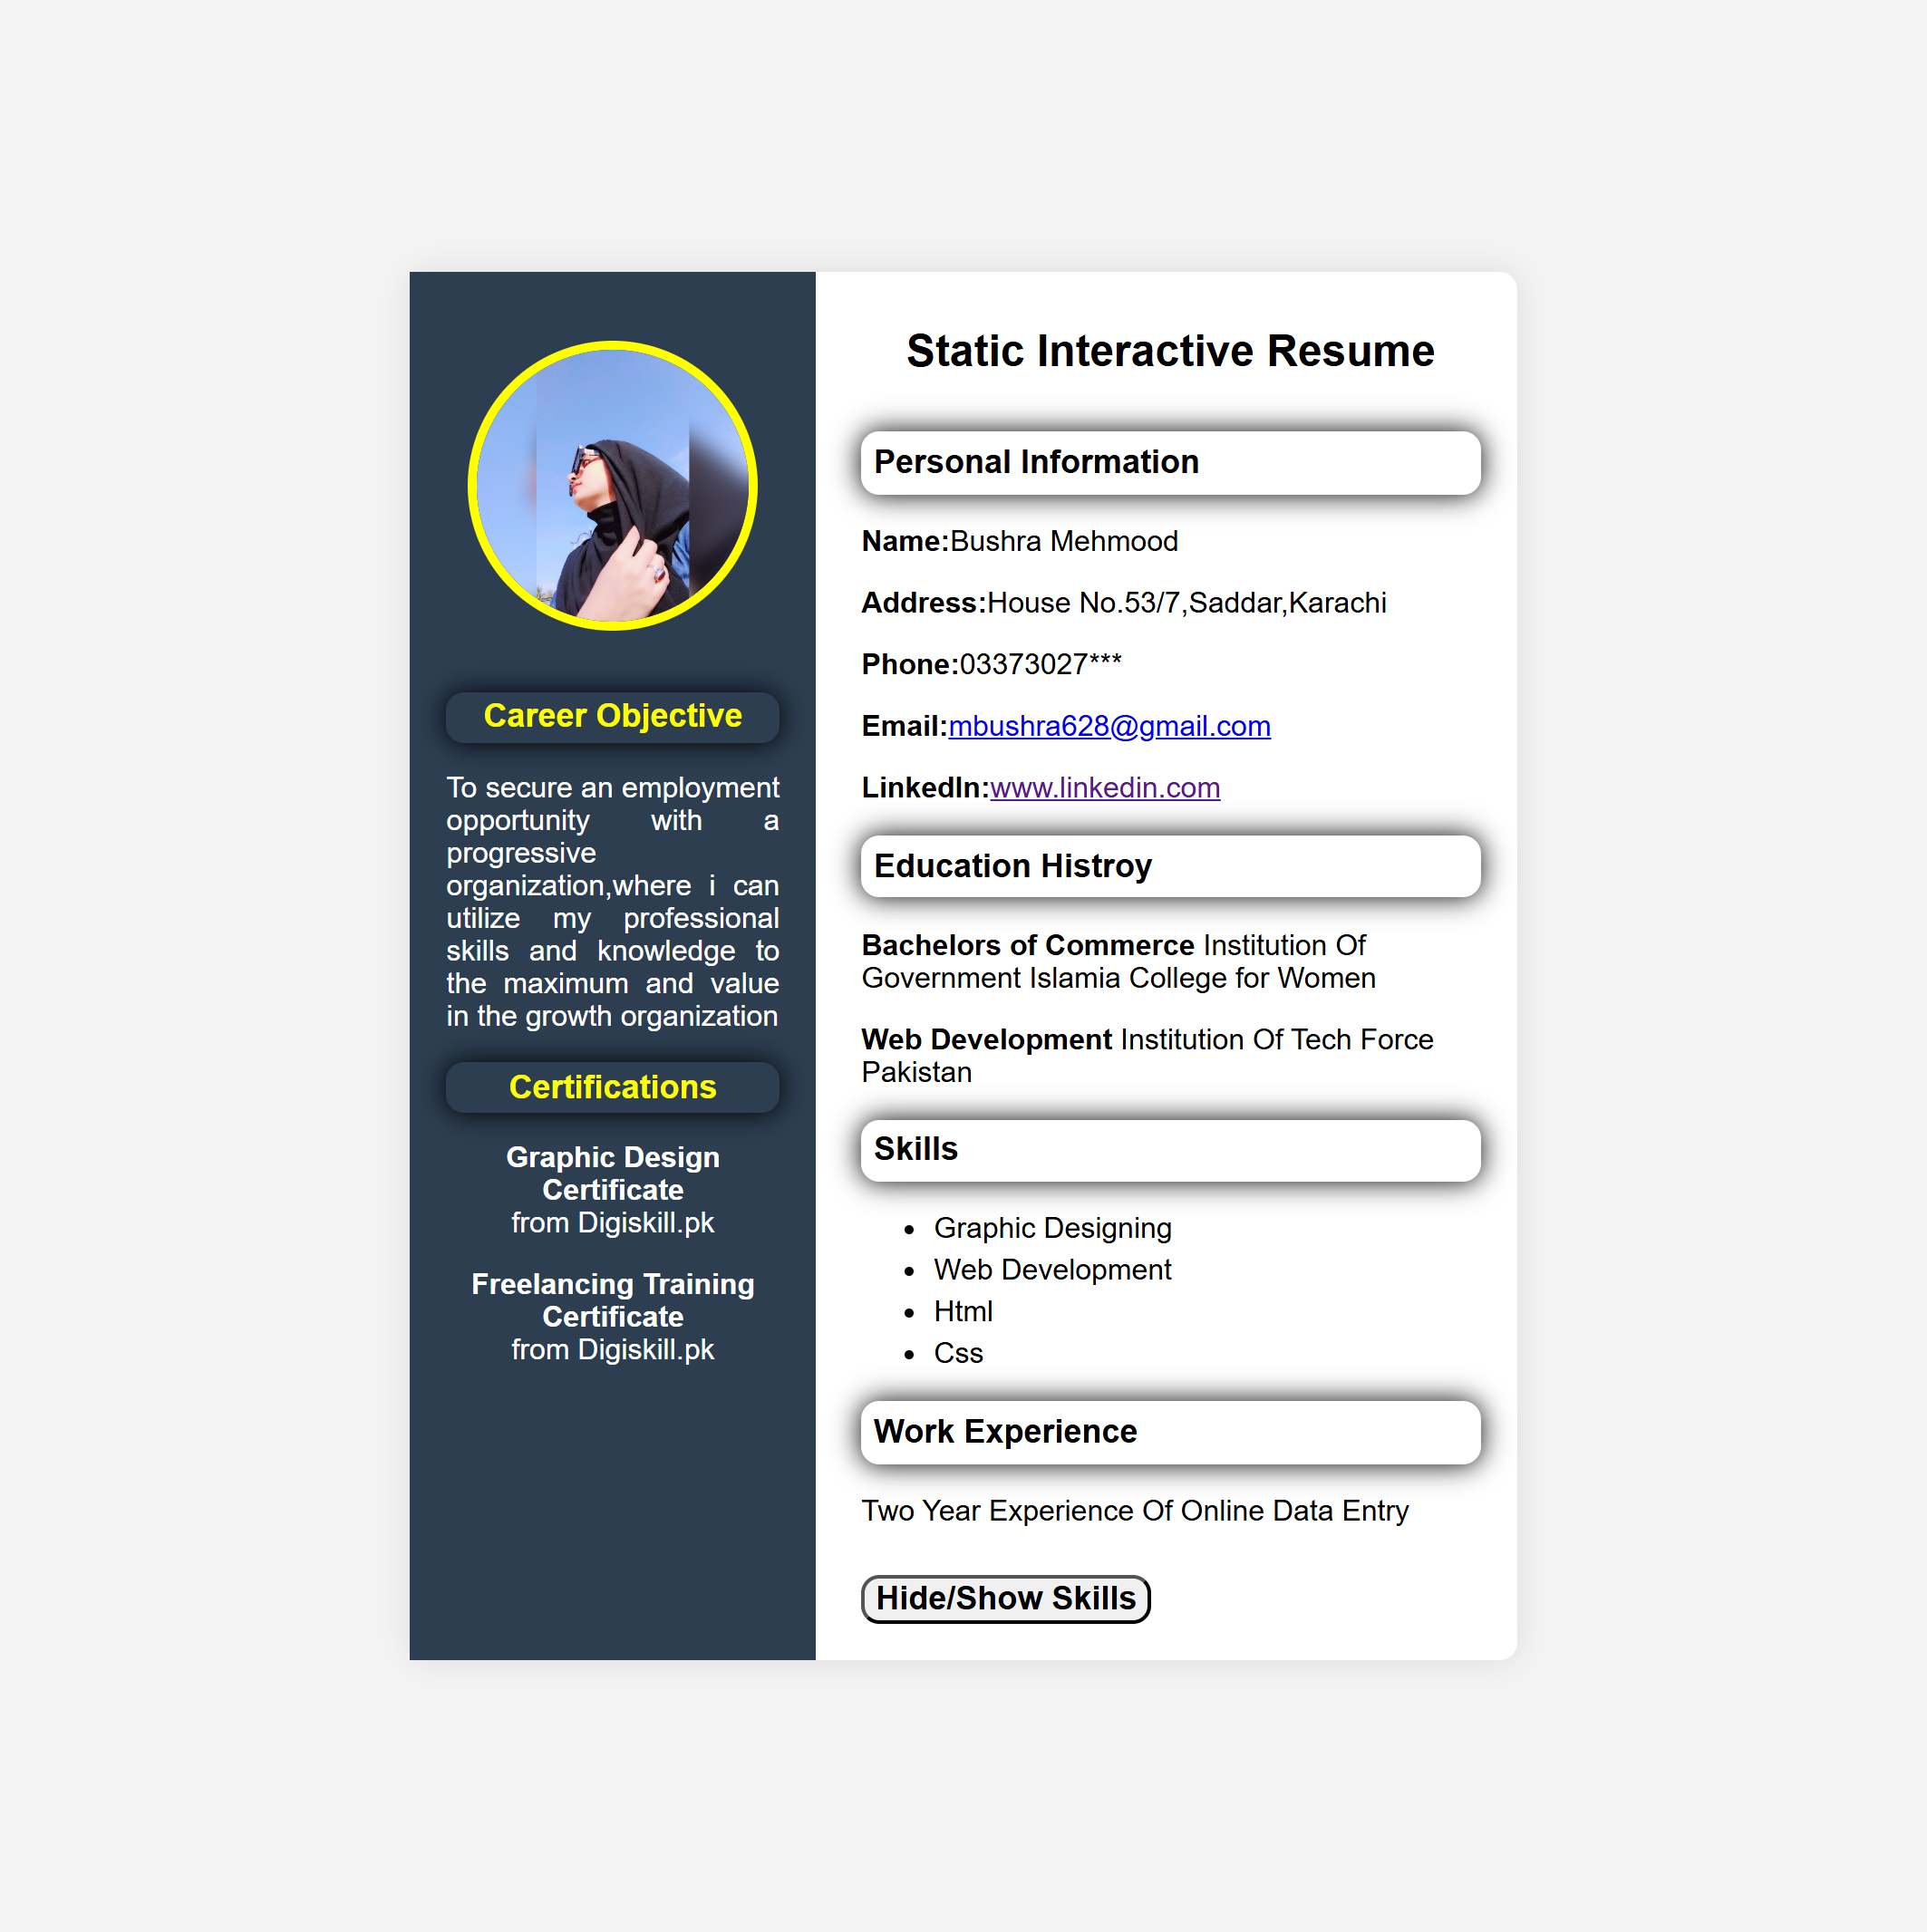 Career Objective
To secure an employment
opportunity with a
progressive
organization,where i can
utilize my professional
skills and knowledge to
the maximum and value
in the growth organization
Certifications
Graphic Design
Certificate
from Digiskill.pk
Freelancing Training
Certificate
from Digiskill.pk
Static Interactive Resume
Personal Information
Name:Bushra Mehmood
Address:House No.53/7,Saddar,Karachi
Phone:03373027***
Email:mbushra628@gmail.com
LinkedIn:www.linkedin.com
Education Histroy
Bachelors of Commerce Institution Of
Government Islamia College for Women
Web Development Institution Of Tech Force
Pakistan
Skills
• Graphic Designing
• Web Development
• Html
• Css
Work Experience
Two Year Experience Of Online Data Entry
Hide/Show Skills